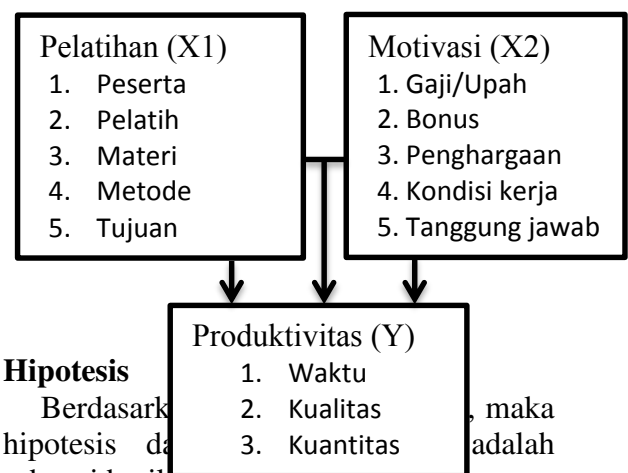 Pelatihan (X1)
1. Peserta
2. Pelatih
3. Materi
4. Metode
5. Tujuan
Motivasi (X2)
1. Gaji/Upah
2. Bonus
3. Penghargaan
4. Kondisi kerja
5. Tanggung jawab
Produktivitas (Y)
1. Waktu
2. Kualitas
3. Kuantitas
Hipotesis
, maka
hipotesis adalah